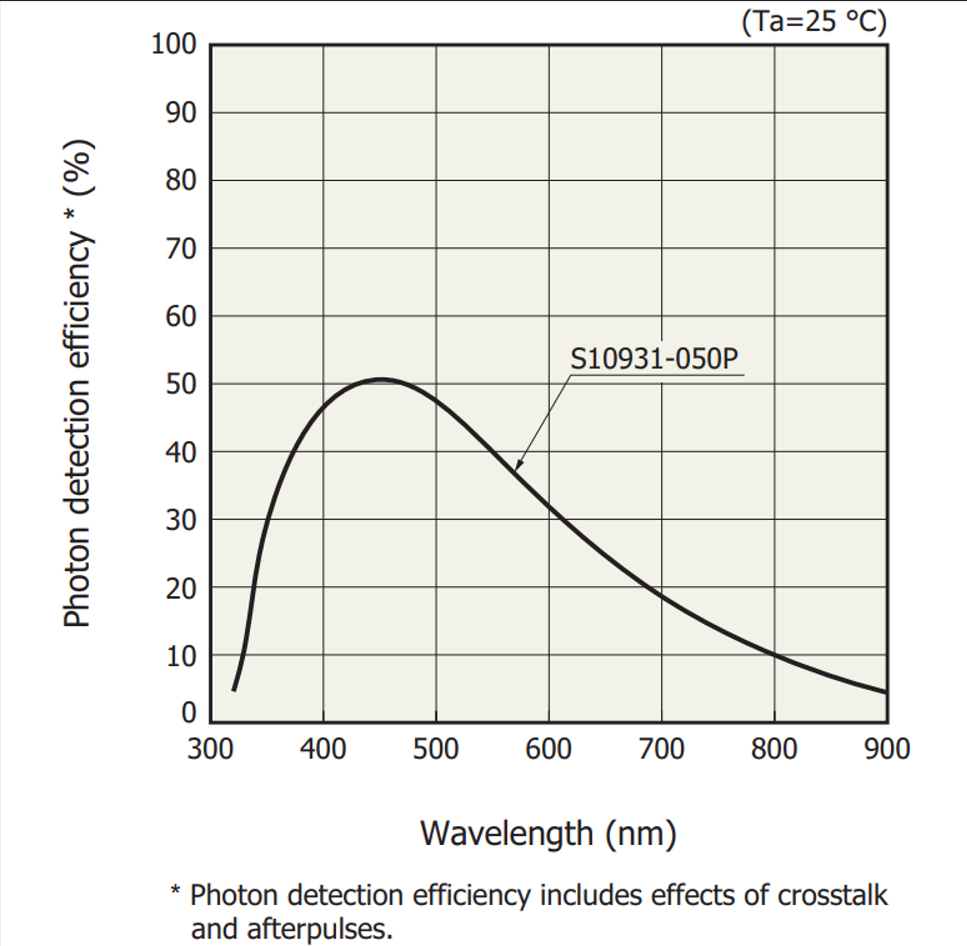 (Ta=25 °C)
Photon detection efficiency * (%)
100
90
80
70
60
50
40
30
20
10
0
S10931-050P
300 400 500 600 700 800 900
Wavelength (nm)
* Photon detection efficiency includes effects of crosstalk
and afterpulses.